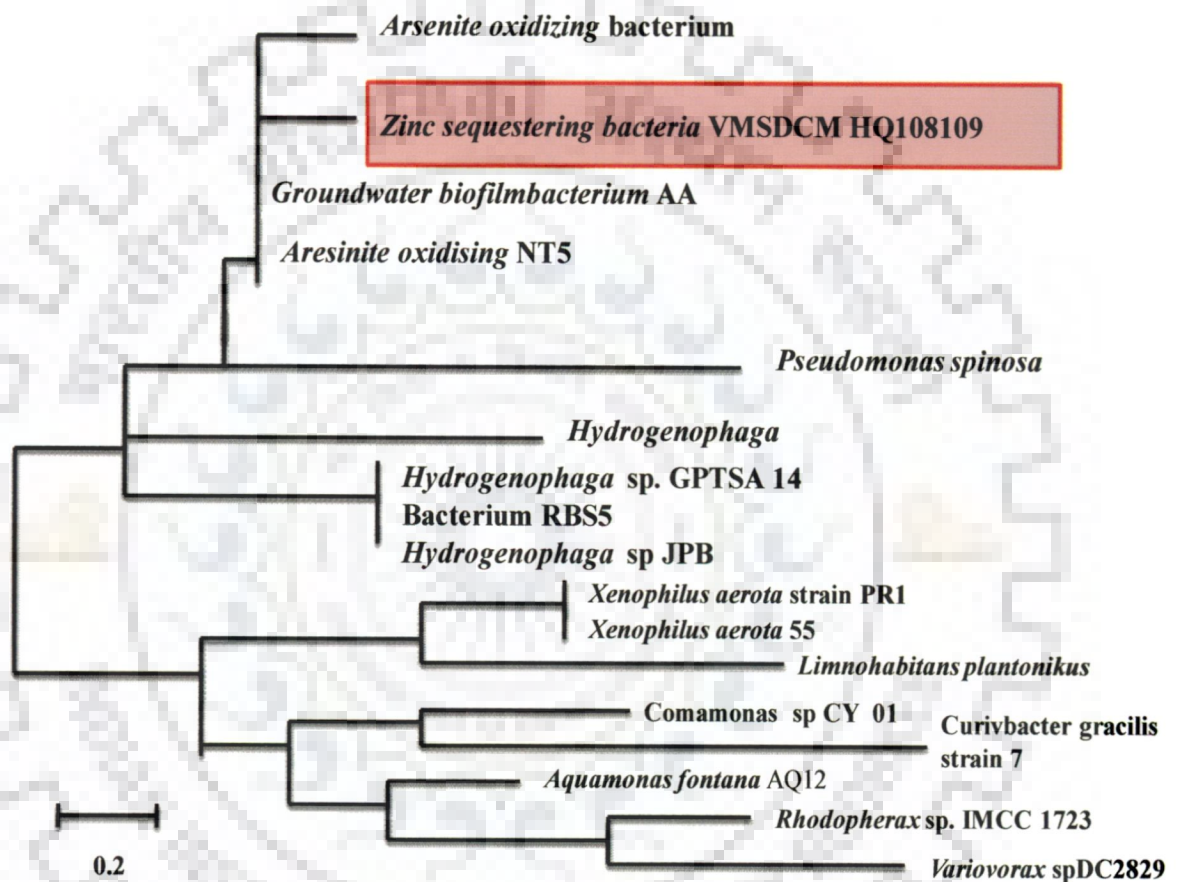 Arsenite oxidizing bacterium
Zinc sequestering bacteria VMSDCM HQ108109
Groundwater biofilmbacterium AA
Aresinite oxidising NT5
Pseudomonas spinosa
Hydrogenophaga
Hydrogenophaga sp. GPTSA 14
Bacterium RBS5
Hydrogenophaga sp JPB
Xenophilus aerota strain PR1
Xenophilus aerota 55
Limnohabitans plantonikus
Comamonas sp CY 01
Curivbacter gracilis
strain 7
Aquamonas fontana AQ12
Rhodopherax sp. IMCC 1723
0.2
Variovorax spDC2829